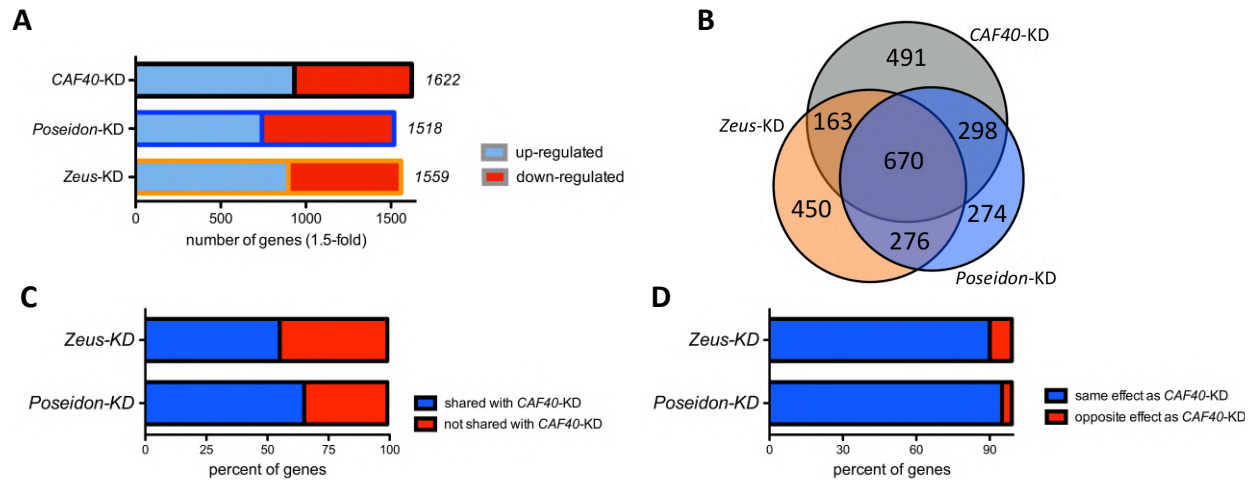 A
CAF40-KD
1622
Poseidon-KD
1518
Zeus-KD
1559
0 500 1000 1500
number of genes (1.5-fold)
up-regulated
down-regulated
B
CAF40-KD
491
Zeus-KD
163
298
670
450
274
276
Poseidon-KD
C
Zeus-KD
Poseidon-KD
0 25 50 75 100
percent of genes
shared with CAF40-KD
not shared with CAF40-KD
D
Zeus-KD
Poseidon-KD
0 30 60 90
percent of genes
same effect as CAF40-KD
opposite effect as CAF40-KD